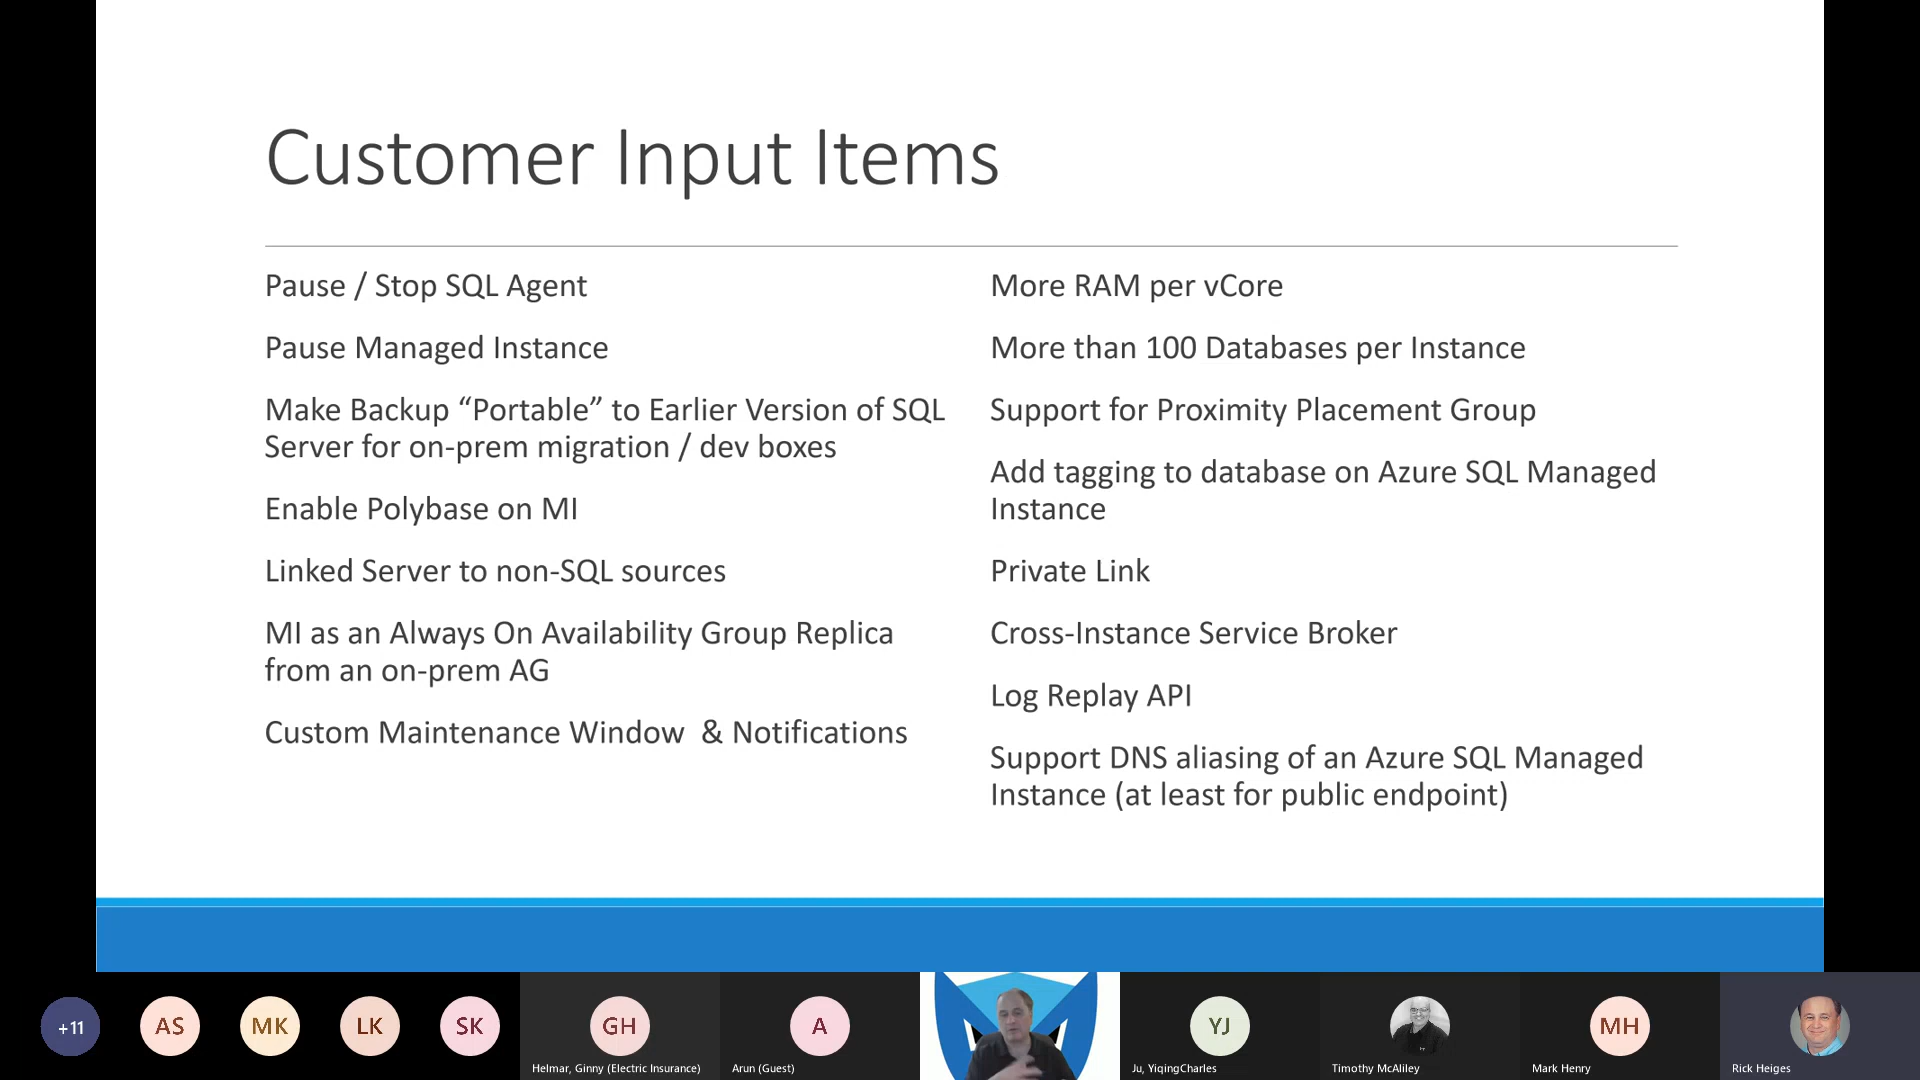 Customer Input Items
Pause / Stop SQL Agent
Pause Managed Instance
Make Backup “Portable” to Earlier Version of SQL
Server for on-prem migration / dev boxes
Enable Polybase on MI
Linked Server to non-SQL sources
MI as an Always On Availability Group Replica
from an on-prem AG
Custom Maintenance Window  & Notifications
More RAM per vCore
More than 100 Databases per Instance
Support for Proximity Placement Group
Add tagging to database on Azure SQL Managed
Instance
Private Link
Cross-Instance Service Broker
Log Replay API
Support DNS aliasing of an Azure SQL Managed
Instance (at least for public endpoint)
+11
AS
MK
LK
SK
GH
Helmar, Ginny (Electric Insurance)
A
Arun (Guest)
YJ
Ju, YiqingCharles
Timothy McAliley
MH
Mark Henry
Rick Heiges